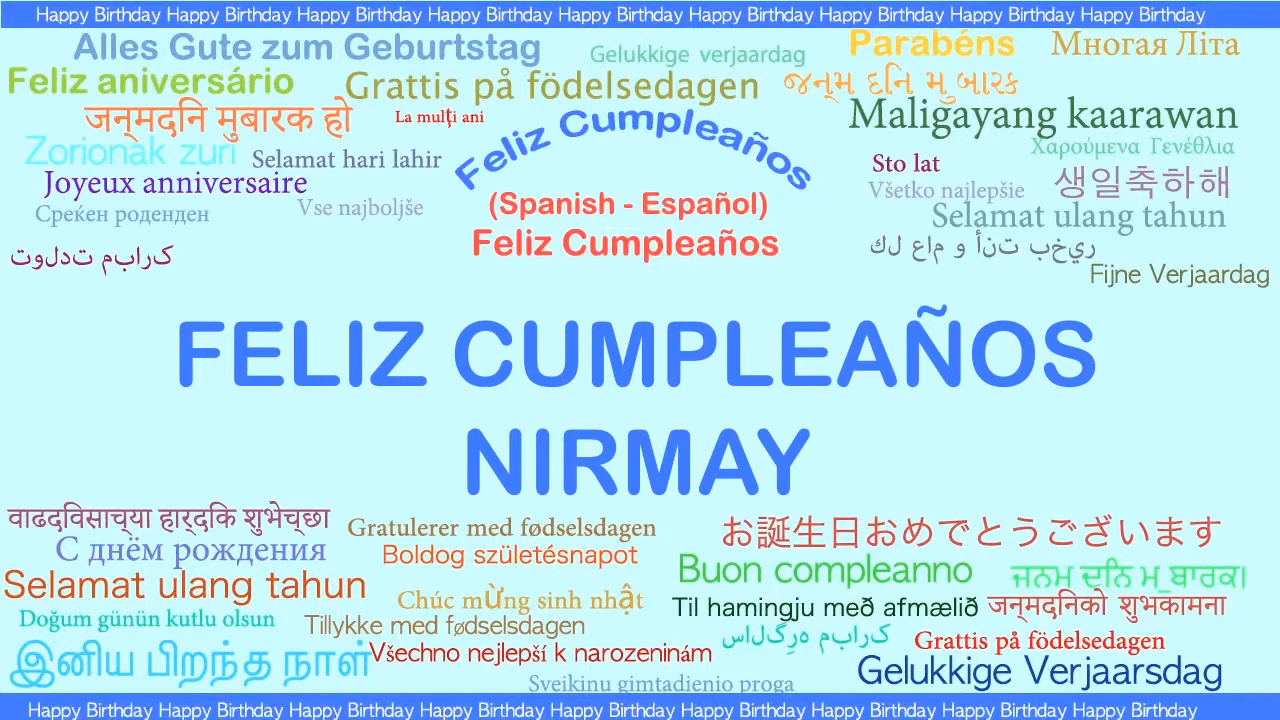 Happy Birthday Happy Birthday Happy Birthday Happy Birthday Happy Birthday Happy Birthday Happy Birthday Happy Birthday Happy Birthday
Alles Gute zum Geburtstag
Gelukkige verjaardag
Parabéns
Многая Літа
Feliz aniversário
Grattis på födelsedagen
જન્મ દિન મુબારક
जन्मदिन मुबारक हो
La mulţi ani
Feliz Cumpleaños
Maligayang kaarawan
Zorionak zuri
Selamat hari lahir
Sto lat
Χαρούμενα Γενέθλια
Joyeux anniversaire
(Spanish - Español)
Všetko najlepšie
생일축하해
Среќен роденден
Vse najboljše
Feliz Cumpleaños
Selamat ulang tahun
تولدت مبارک
كل عام و أنت بخير
Fijne Verjaardag
FELIZ CUMPLEAÑOS
NIRMAY
वाढदिवसाच्या हार्दिक शुभेच्छा
Gratulerer med fødselsdagen
お誕生日おめでとうございます
С днём рождения
Boldog születésnapot
Buon compleanno
ਜਨਮ ਦਿਨ ਮੁਬਾਰਕ।
Selamat ulang tahun
Chúc mừng sinh nhật
Til hamingju með afmælið
जन्मदिनको शुभकामना
Doğum günün kutlu olsun
Tillykke med fødselsdagen
سالگرہ مبارک
Grattis på födelsedagen
இனிய பிறந்த நாள்
Všechno nejlepší k narozeninám
Gelukkige Verjaarsdag
Sveikinu gimtadienio proga
Happy Birthday Happy Birthday Happy Birthday Happy Birthday Happy Birthday Happy Birthday Happy Birthday Happy Birthday Happy Birthday